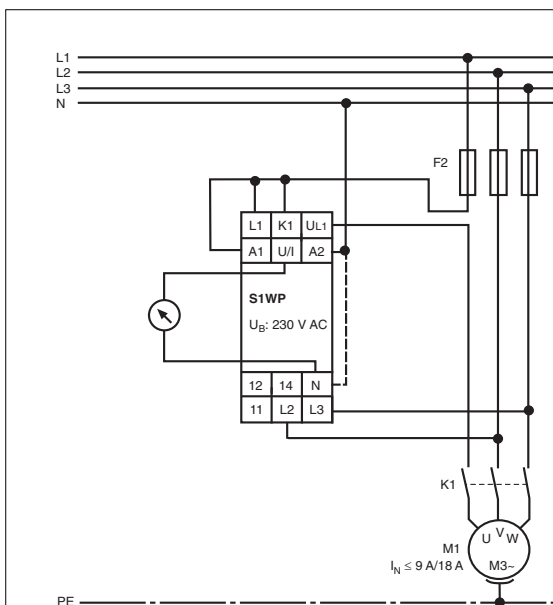 L1
L2
L3
N
F2
L1 K1 UL1
A1 U/I A2
S1WP
UB: 230 V AC
12 14 N
11 L2 L3
K1
U V W
M1
IN ≤ 9 A/18 A
M3~
PE